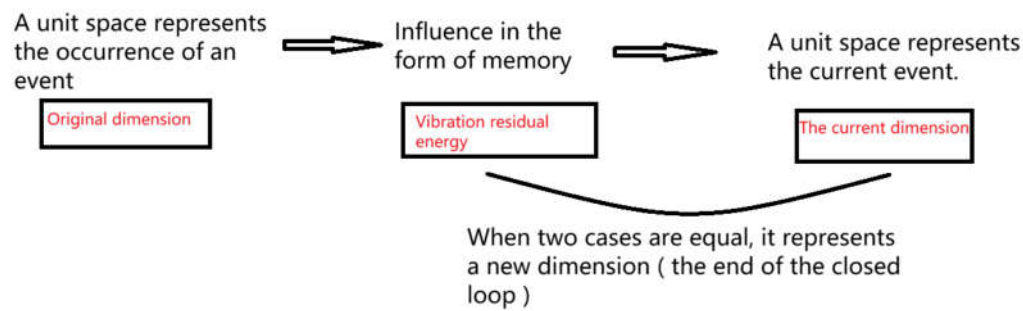 A unit space represents
the occurrence of an
event
Original dimension
Influence in the
form of memory
Vibration residual
energy
A unit space represents
the current event.
The current dimension
When two cases are equal, it represents
a new dimension ( the end of the closed
loop )